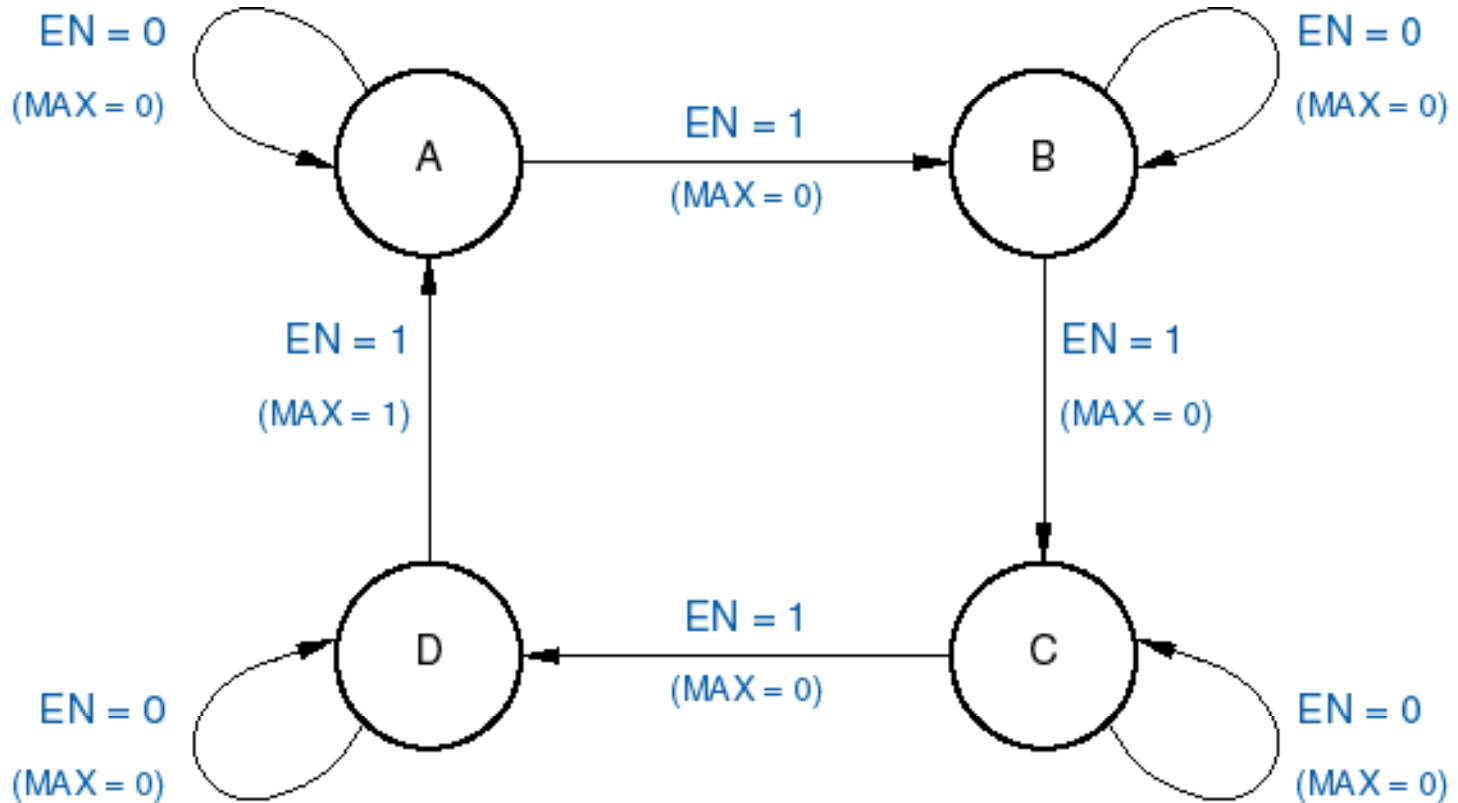 EN = 0
(MAX = 0)
A
EN = 1
(MAX = 0)
B
EN = 0
(MAX = 0)
EN = 1
(MAX = 1)
EN = 1
(MAX = 0)
D
EN = 0
(MAX = 0)
EN = 1
(MAX = 0)
C
EN = 0
(MAX = 0)